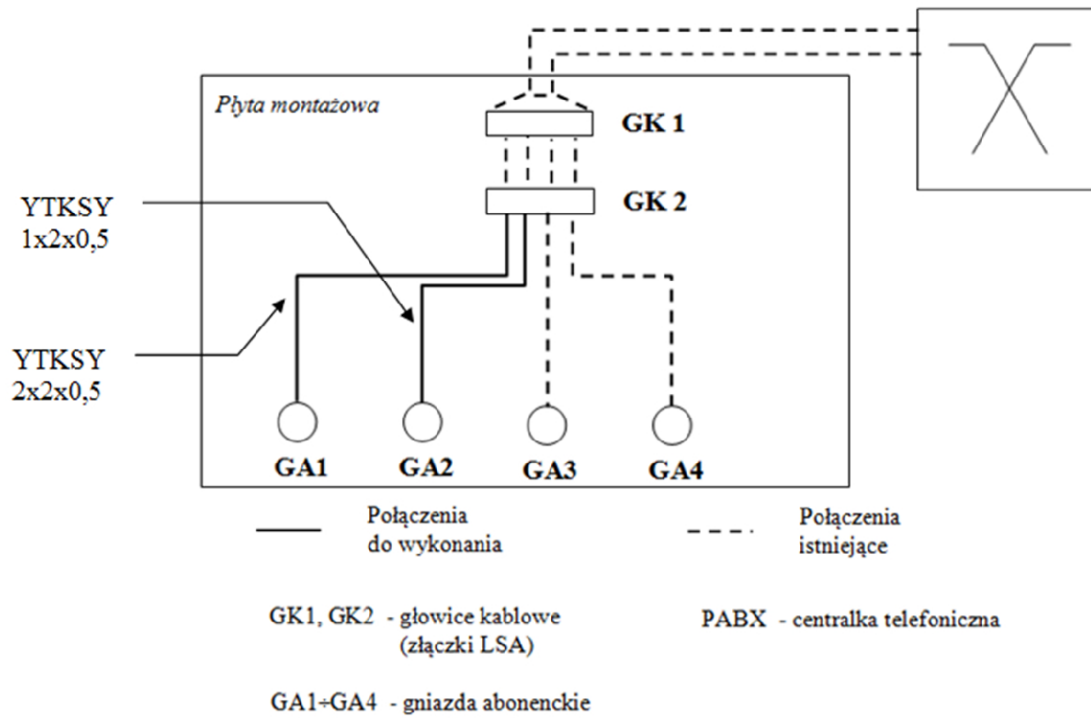 Płyta montażowa
GK 1
GK 2
YTKSY
1x2x0,5
YTKSY
2x2x0,5
GA1
GA2
GA3
GA4
Połączenia
do wykonania
Połączenia
istniejące
GK1, GK2 - głowice kablowe
(złączki LSA)
PABX - centralka telefoniczna
GA1÷GA4 - gniazda abonenckie